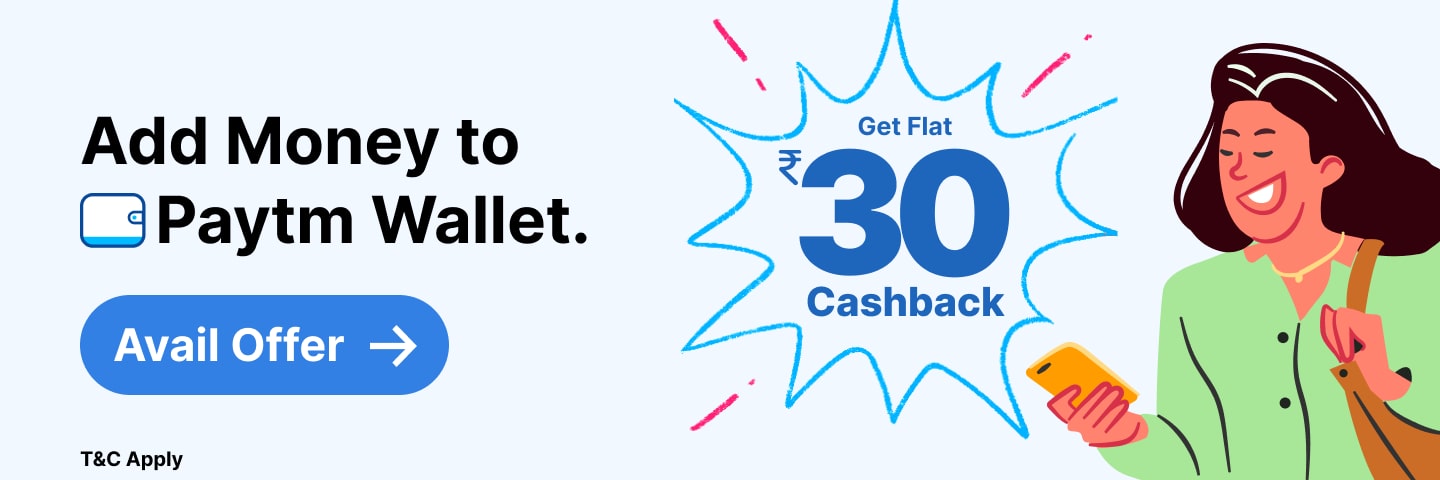 Add Money to
Paytm Wallet.
Avail Offer
T&C Apply
Get Flat
₹30
Cashback